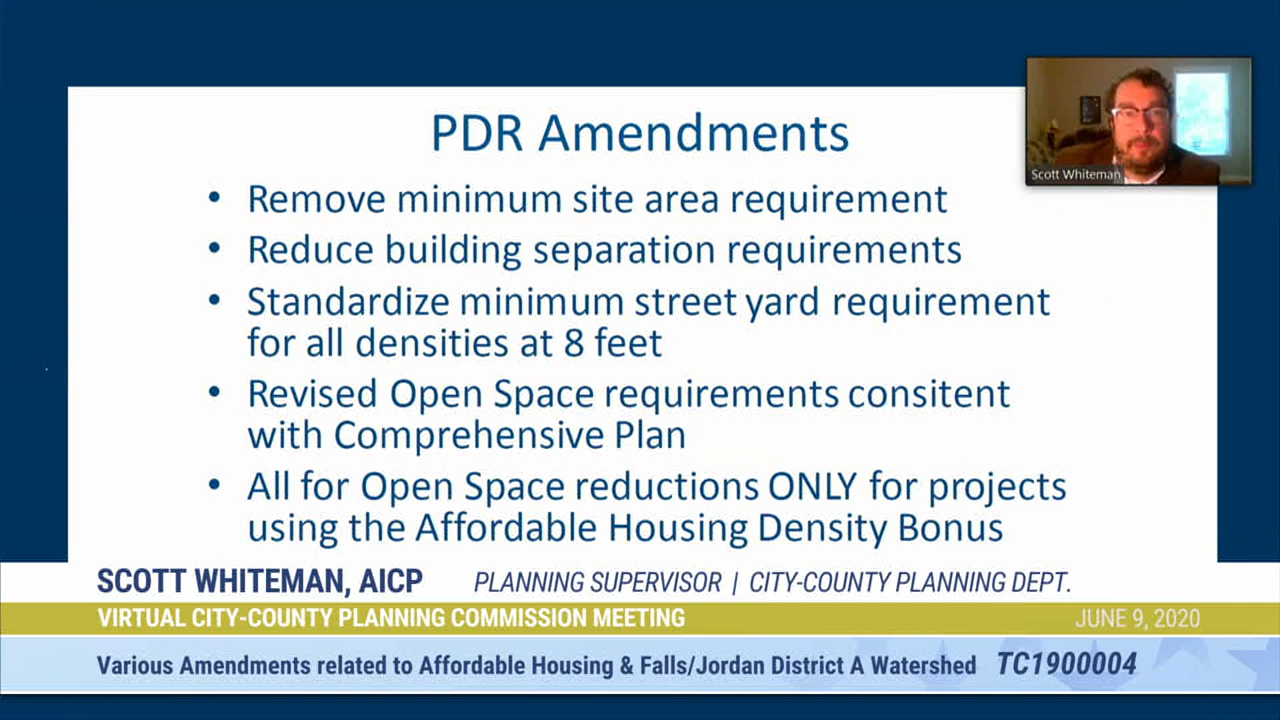 PDR Amendments
Scott Whiteman
• Remove minimum site area requirement
• Reduce building separation requirements
• Standardize minimum street yard requirement
for all densities at 8 feet
• Revised Open Space requirements consitent
with Comprehensive Plan
• All for Open Space reductions ONLY for projects
using the Affordable Housing Density Bonus
SCOTT WHITEMAN, AICP PLANNING SUPERVISOR | CITY-COUNTY PLANNING DEPT.
VIRTUAL CITY-COUNTY PLANNING COMMISSION MEETING JUNE 9, 2020
Various Amendments related to Affordable Housing & Falls/Jordan District A Watershed TC1900004